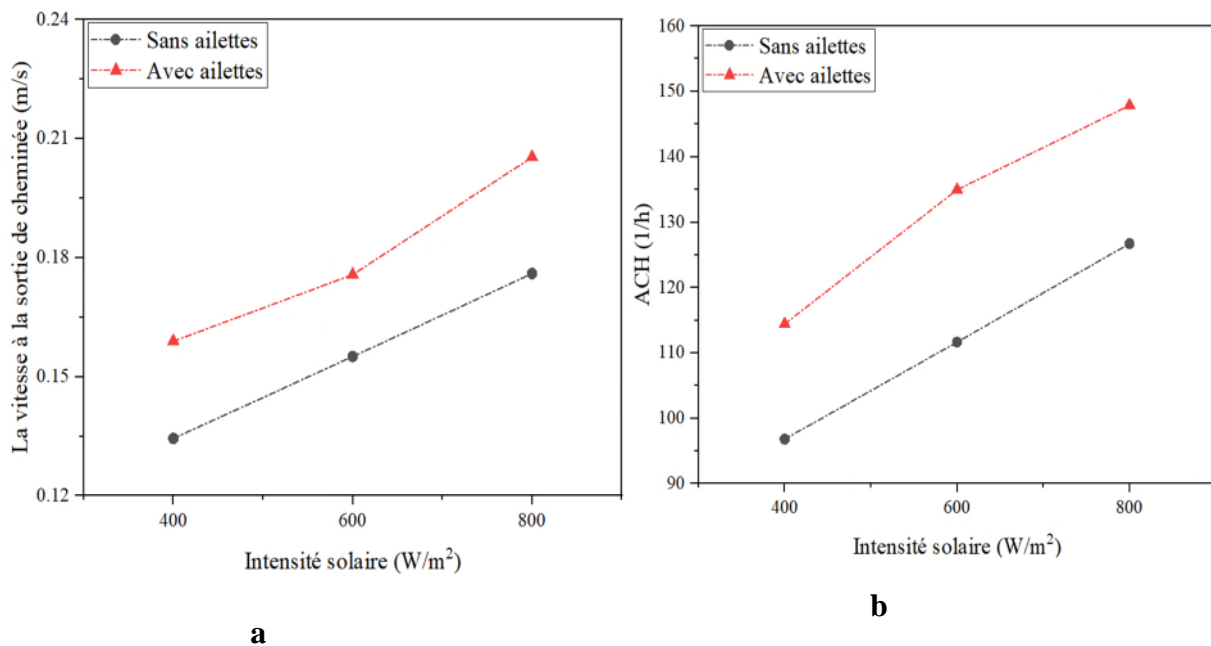 0.24
0.21
0.18
0.15
0.12
La vitesse à la sortie de cheminée (m/s)
Sans ailettes
Avec ailettes
400
600
800
Intensité solaire (W/m²)
a
160
150
140
130
120
110
100
90
ACH (1/h)
Sans ailettes
Avec ailettes
400
600
800
Intensité solaire (W/m²)
b